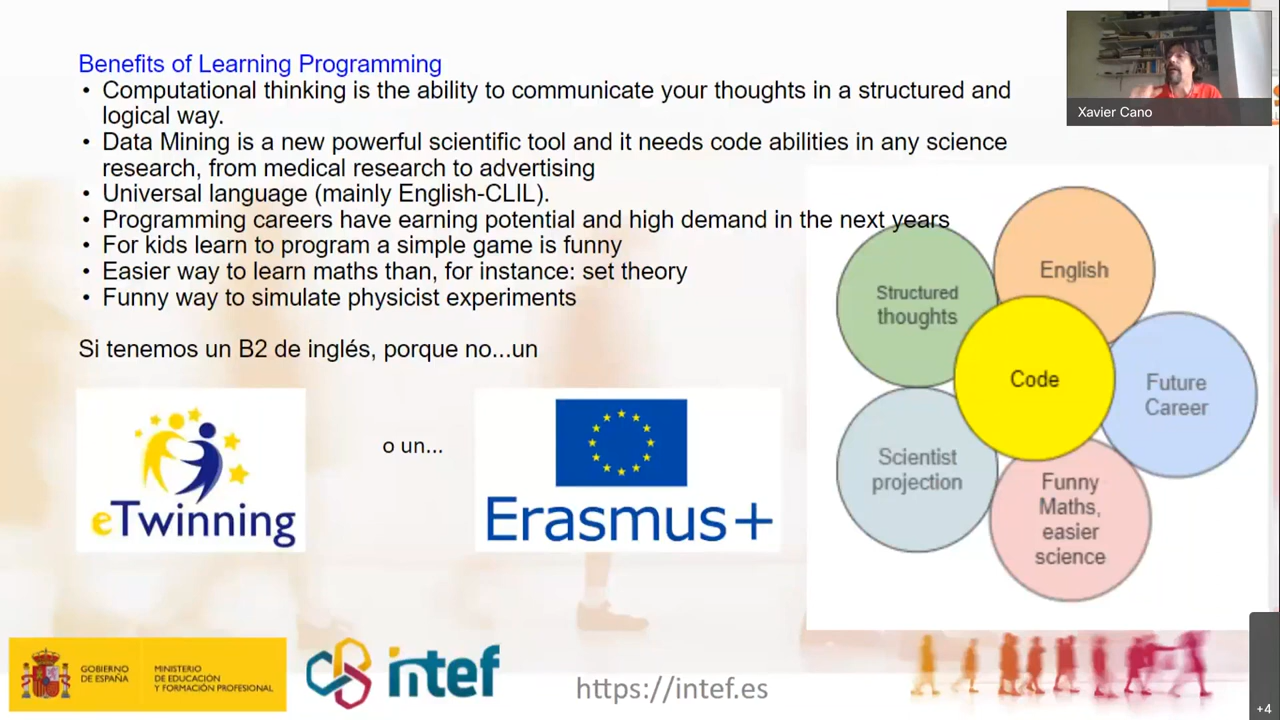 Benefits of Learning Programming
• Computational thinking is the ability to communicate your thoughts in a structured and
logical way.
• Data Mining is a new powerful scientific tool and it needs code abilities in any science
research, from medical research to advertising
• Universal language (mainly English-CLIL).
• Programming careers have earning potential and high demand in the next years
• For kids learn to program a simple game is funny
• Easier way to learn maths than, for instance: set theory
• Funny way to simulate physicist experiments
Si tenemos un B2 de inglés, porque no...un
eTwinning
o un...
Erasmus+
Xavier Cano
English
Structured
thoughts
Code
Future
Career
Scientist
projection
Funny
Maths,
easier
science
GOBIERNO
DE ESPAÑA
MINISTERIO
DE EDUCACIÓN
Y FORMACIÓN PROFESIONAL
intef
https://intef.es
+4